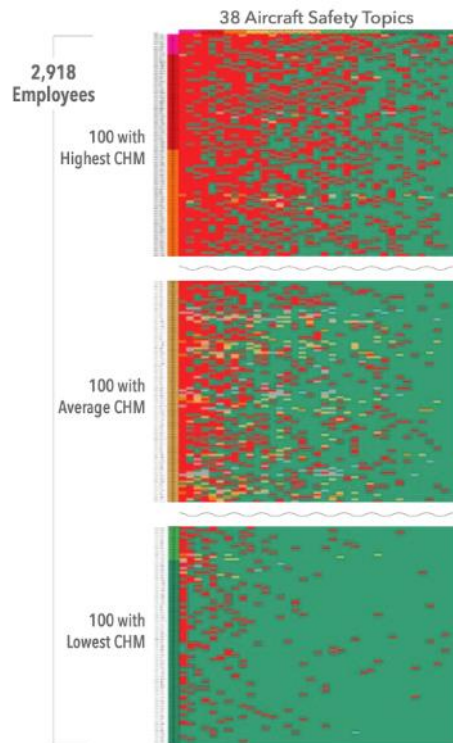 38 Aircraft Safety Topics
2,918
Employees
100 with
Highest CHM
100 with
Average CHM
100 with
Lowest CHM